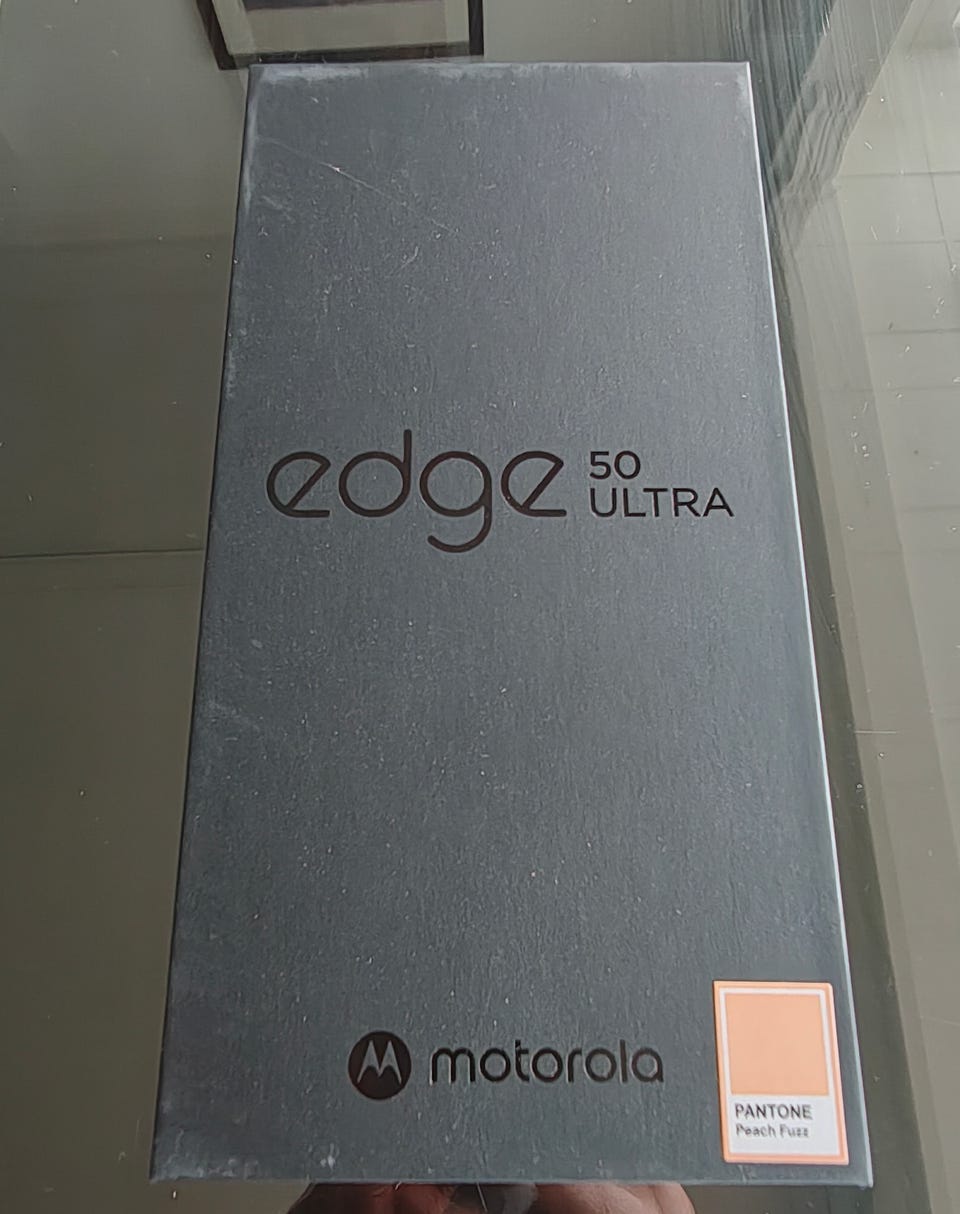 edge 50
ULTRA
motorola
PANTONE
Peach Fuzz